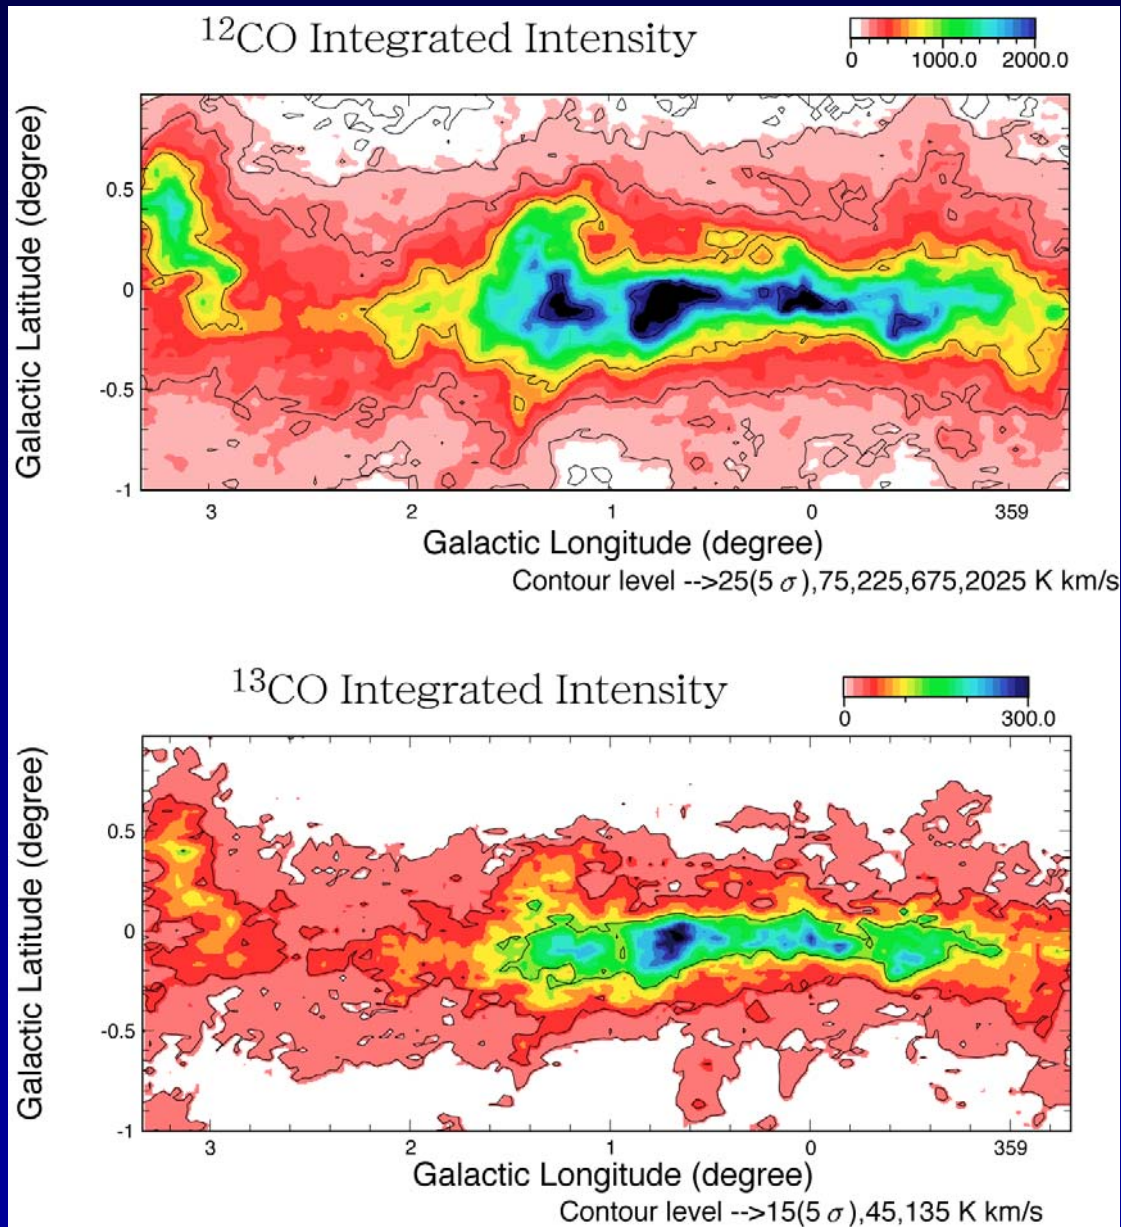 ¹²CO Integrated Intensity
0 1000.0 2000.0
Galactic Latitude (degree)
0.5
0
-0.5
-1
3 2 1 0 359
Galactic Longitude (degree)
Contour level -->25(5 σ),75,225,675,2025 K km/s
¹³CO Integrated Intensity
0 300.0
Galactic Latitude (degree)
0.5
0
-0.5
-1
3 2 1 0 359
Galactic Longitude (degree)
Contour level -->15(5 σ),45,135 K km/s